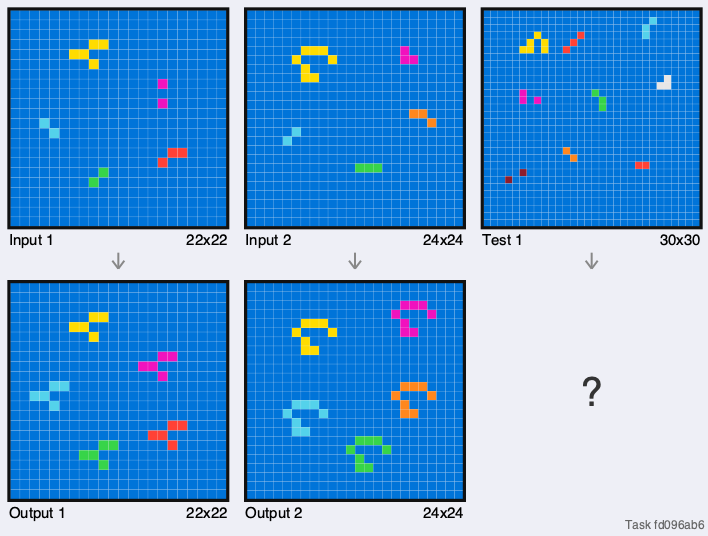 Input 1 22x22
Input 2 24x24
Test 1 30x30
Output 1 22x22
Output 2 24x24
?
Task fd096ab6